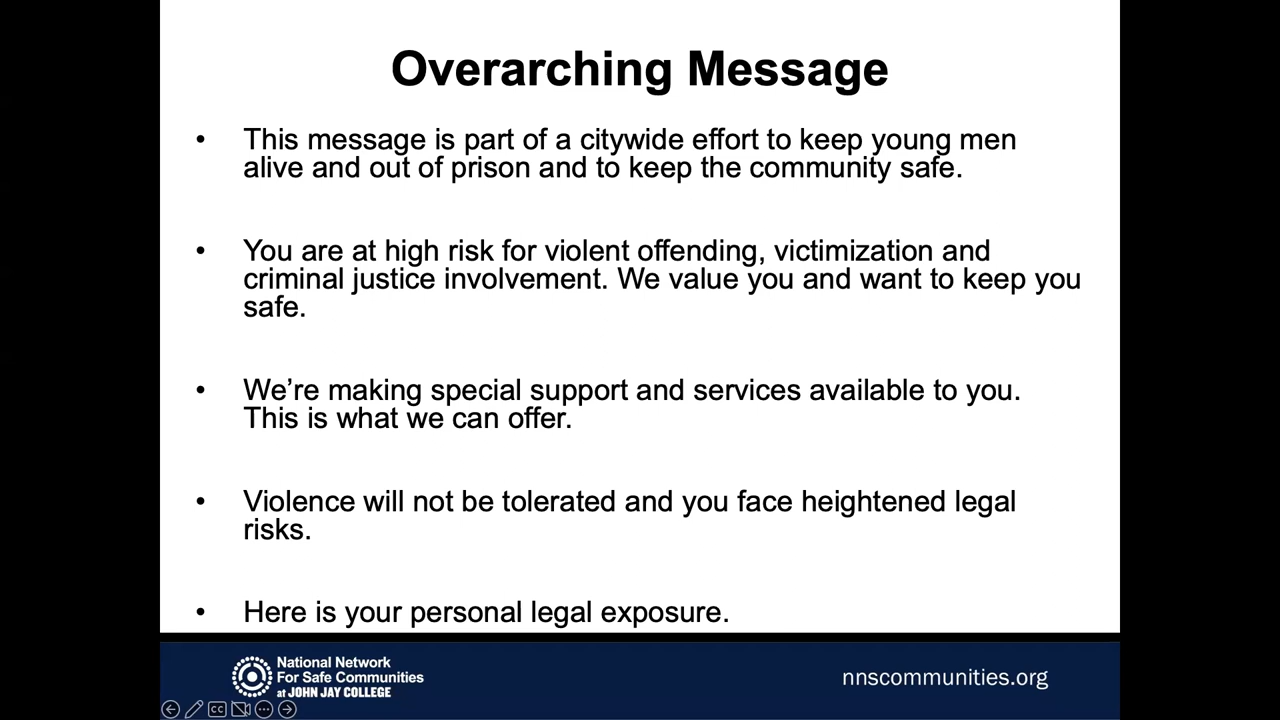 Overarching Message
• This message is part of a citywide effort to keep young men
alive and out of prison and to keep the community safe.
• You are at high risk for violent offending, victimization and
criminal justice involvement. We value you and want to keep you
safe.
• We’re making special support and services available to you.
This is what we can offer.
• Violence will not be tolerated and you face heightened legal
risks.
• Here is your personal legal exposure.
National Network
For Safe Communities
at JOHN JAY COLLEGE
nnscommunities.org
CC